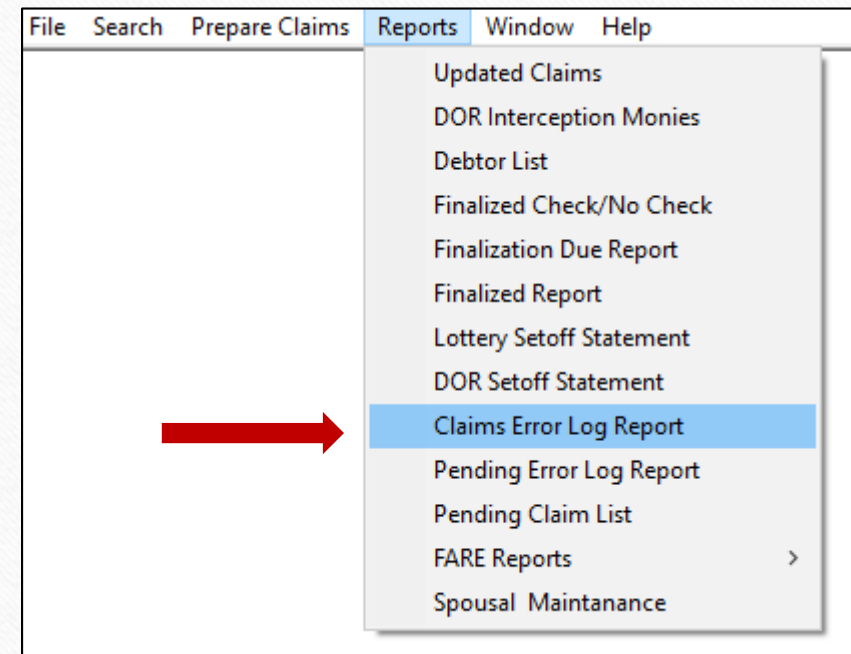 File Search Prepare Claims Reports Window Help
Updated Claims
DOR Interception Monies
Debtor List
Finalized Check/No Check
Finalization Due Report
Finalized Report
Lottery Setoff Statement
DOR Setoff Statement
Claims Error Log Report
Pending Error Log Report
Pending Claim List
FARE Reports
Spousal Maintanance